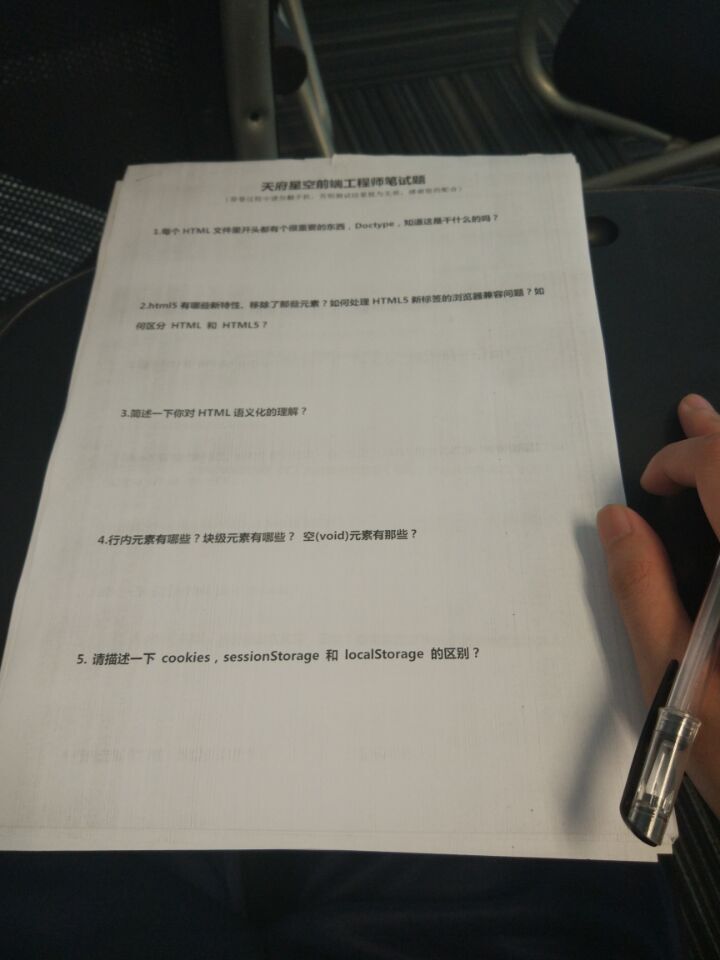 天府星空前端工程师笔试题
1.每个 HTML 文件里开头都有个很重要的东西，Doctype，知道这是干什么的吗？
2.html5 有哪些新特性、移除了那些元素？如何处理 HTML5 新标签的浏览器兼容问题？如
何区分 HTML 和 HTML5？
3.简述一下你对 HTML 语义化的理解？
4.行内元素有哪些？块级元素有哪些？ 空(void)元素有那些？
5. 请描述一下 cookies，sessionStorage 和 localStorage 的区别？